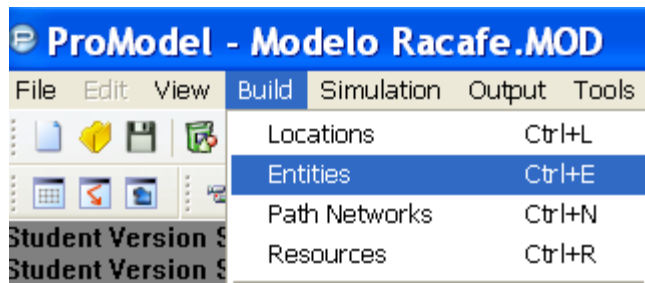 ProModel - Modelo Racafe.MOD
File Edit View Build Simulation Output Tools
Locations Ctrl+L
Entities Ctrl+E
Path Networks Ctrl+N
Resources Ctrl+R
Student Version S
Student Version S